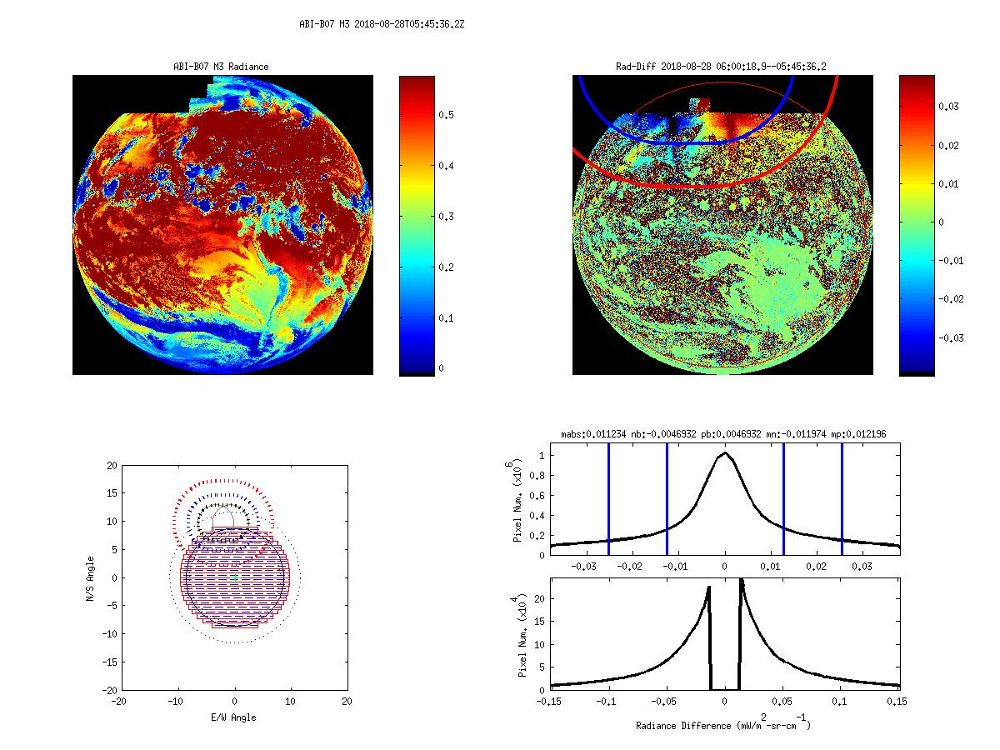 ABI-B07 M3 2018-08-28T05:45:36.2Z
ABI-B07 M3 Radiance
0.5
0.4
0.3
0.2
0.1
0
Rad-Diff 2018-08-28 06:00:18.9--05:45:36.2
0.03
0.02
0.01
0
-0.01
-0.02
-0.03
20
15
10
5
0
-5
-10
-15
-20
N/S Angle
-20 -10 0 10 20
E/W Angle
mabs:0.011234 nb:-0.0046932 pb:0.0046932 mn:-0.011974 mp:0.012196
1
0.8
0.6
0.4
0.2
0
Pixel Num. (x10^6)
-0.03 -0.02 -0.01 0 0.01 0.02 0.03
20
15
10
5
0
Pixel Num. (x10^4)
-0.15 -0.1 -0.05 0 0.05 0.1 0.15
Radiance Difference (mW/m^2-sr-cm^-1)